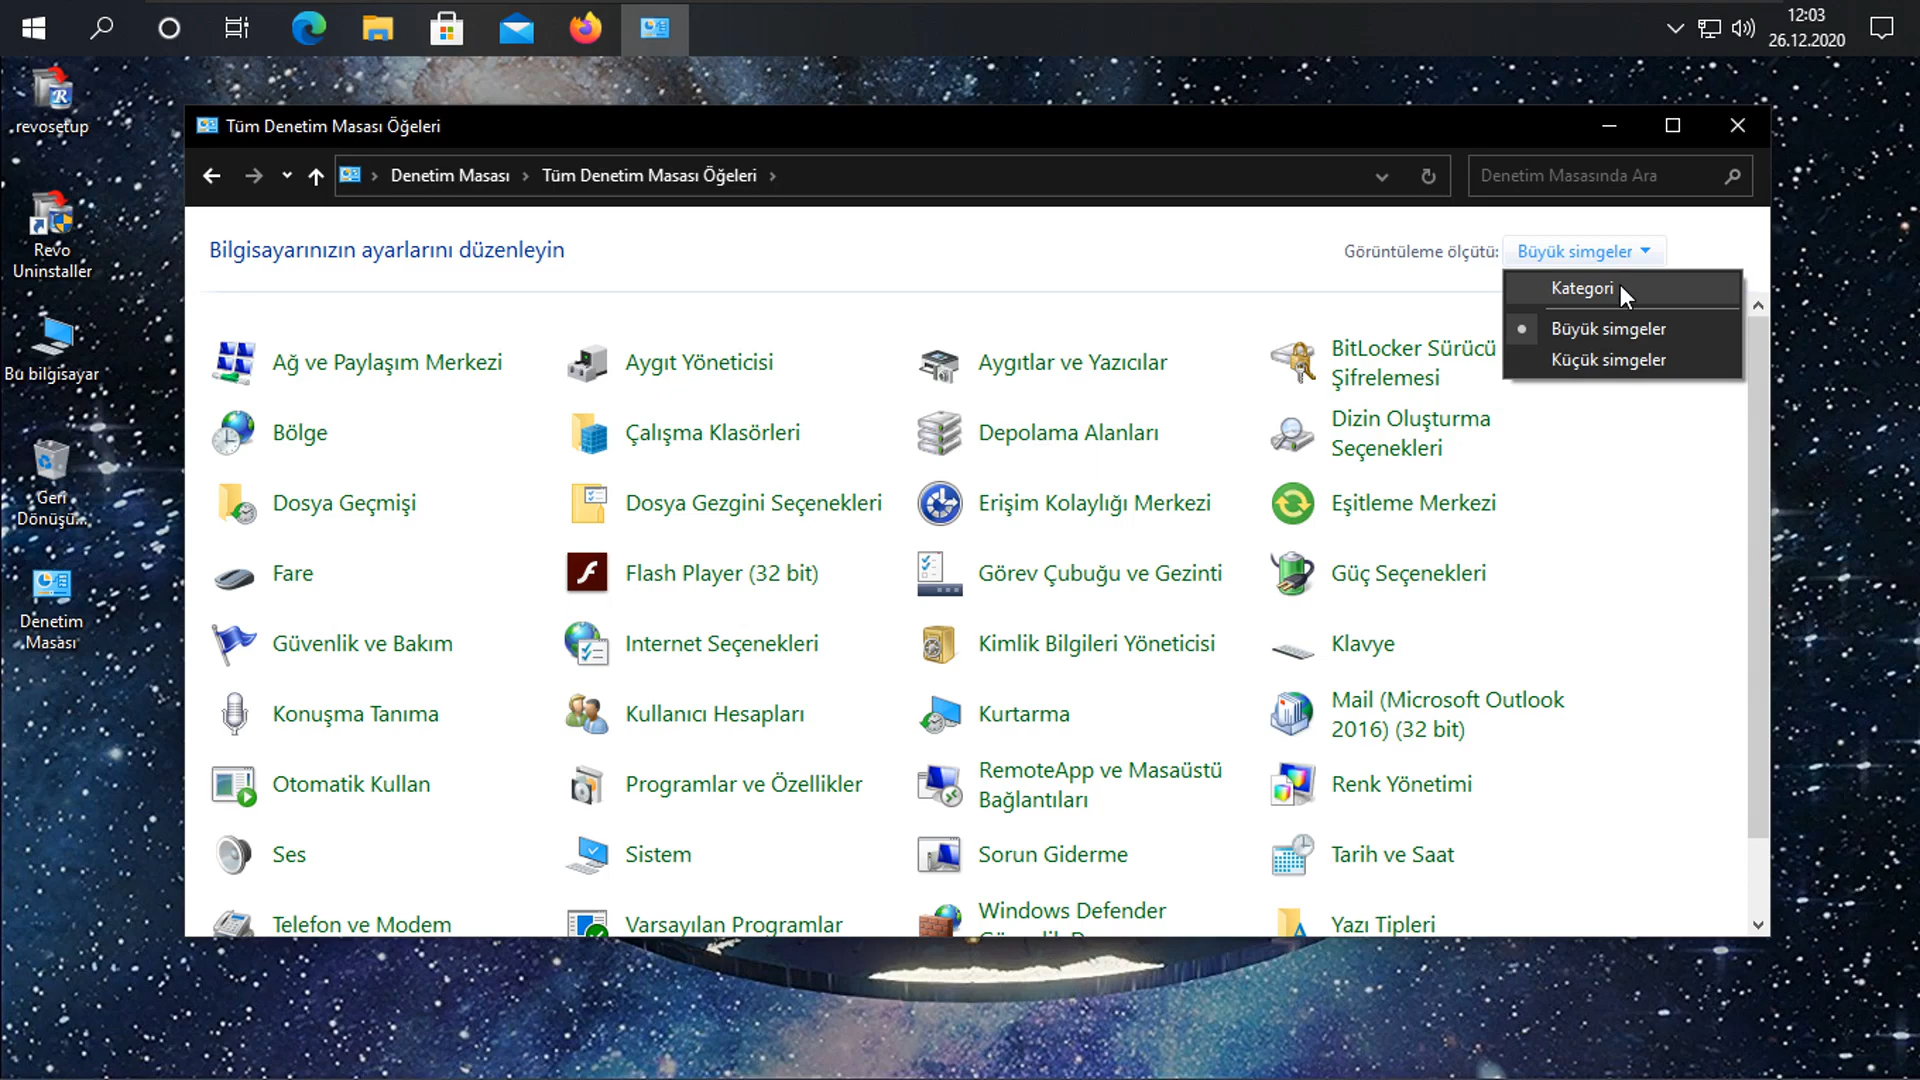 12:03
26.12.2020
revosetup
Revo
Uninstaller
Bu bilgisayar
Geri
Dönüşü...
Denetim
Masası
Tüm Denetim Masası Öğeleri
Denetim Masası
Tüm Denetim Masası Öğeleri
Denetim Masasında Ara
Bilgisayarınızın ayarlarını düzenleyin
Görüntüleme ölçütü:
Büyük simgeler
Kategori
Büyük simgeler
Küçük simgeler
Ağ ve Paylaşım Merkezi
Aygıt Yöneticisi
Aygıtlar ve Yazıcılar
BitLocker Sürücü
Şifrelemesi
Bölge
Çalışma Klasörleri
Depolama Alanları
Dizin Oluşturma
Seçenekleri
Dosya Geçmişi
Dosya Gezgini Seçenekleri
Erişim Kolaylığı Merkezi
Eşitleme Merkezi
Fare
Flash Player (32 bit)
Görev Çubuğu ve Gezinti
Güç Seçenekleri
Güvenlik ve Bakım
Internet Seçenekleri
Kimlik Bilgileri Yöneticisi
Klavye
Konuşma Tanıma
Kullanıcı Hesapları
Kurtarma
Mail (Microsoft Outlook
2016) (32 bit)
Otomatik Kullan
Programlar ve Özellikler
RemoteApp ve Masaüstü
Bağlantıları
Renk Yönetimi
Ses
Sistem
Sorun Giderme
Tarih ve Saat
Telefon ve Modem
Varsayılan Programlar
Windows Defender
Yazı Tipleri